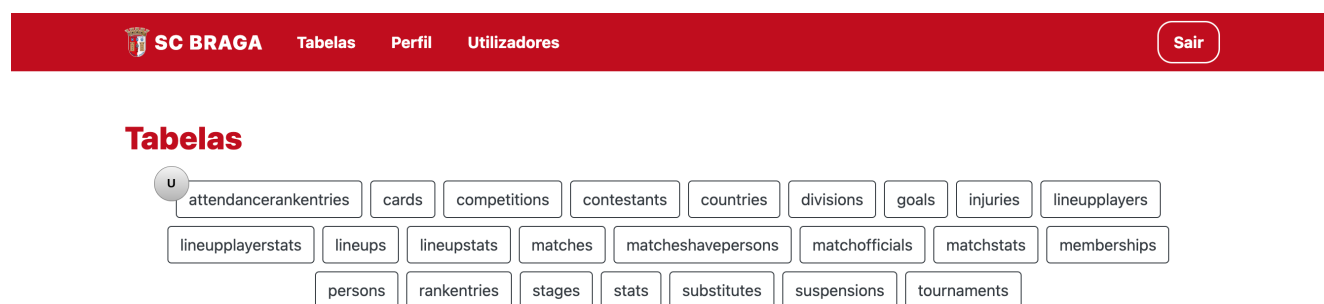 SC BRAGA Tabelas Perfil Utilizadores Sair
Tabelas
U
attendancerankentries cards competitions contestants countries divisions goals injuries lineupplayers
lineupplayerstats lineups lineupstats matches matcheshavepersons matchofficials matchstats memberships
persons rankentries stages stats substitutes suspensions tournaments